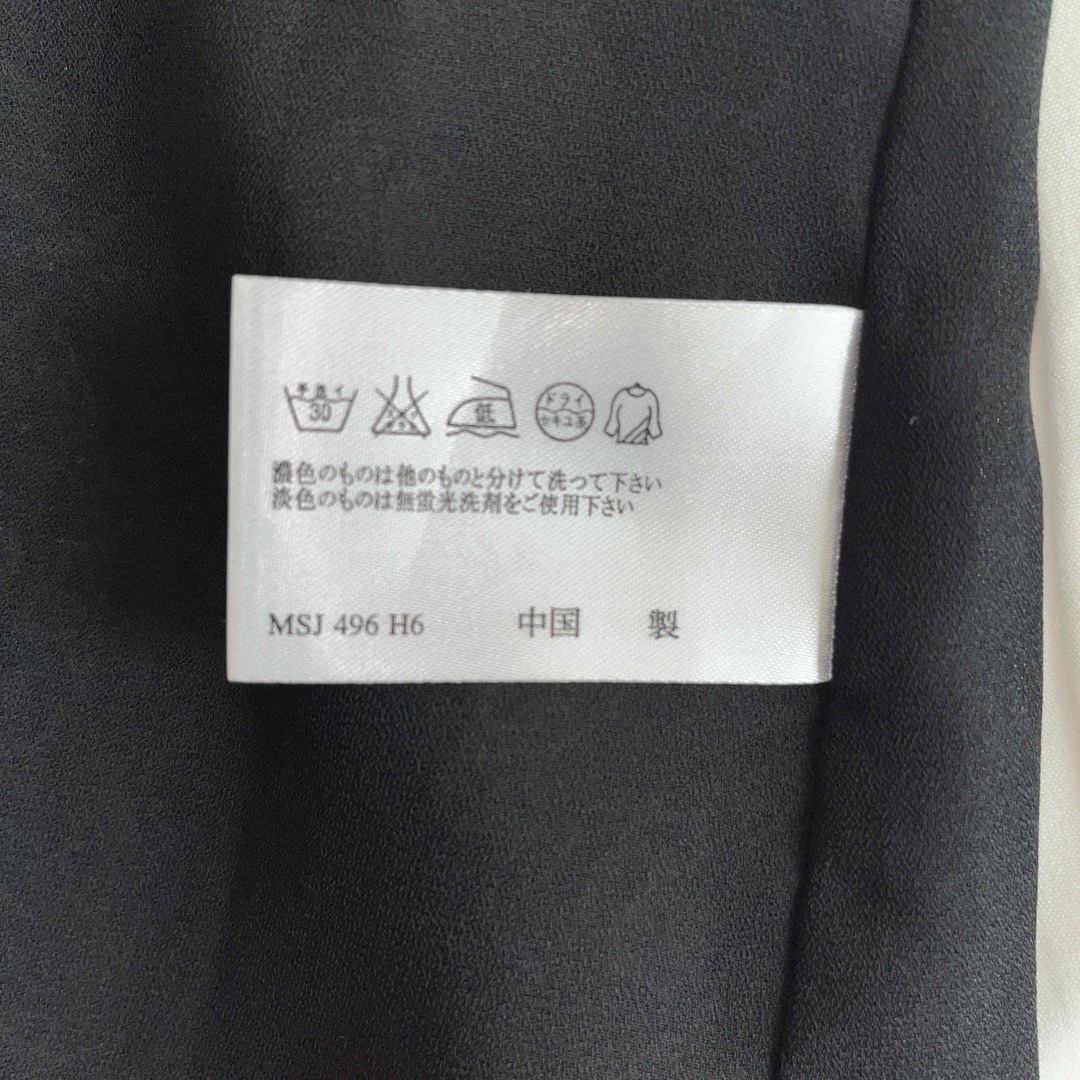 手洗イ
30
低
ドライ
セキユ系
濃色のものは他のものと分けて洗って下さい
淡色のものは無蛍光洗剤をご使用下さい
MSJ 496 H6 中国 製